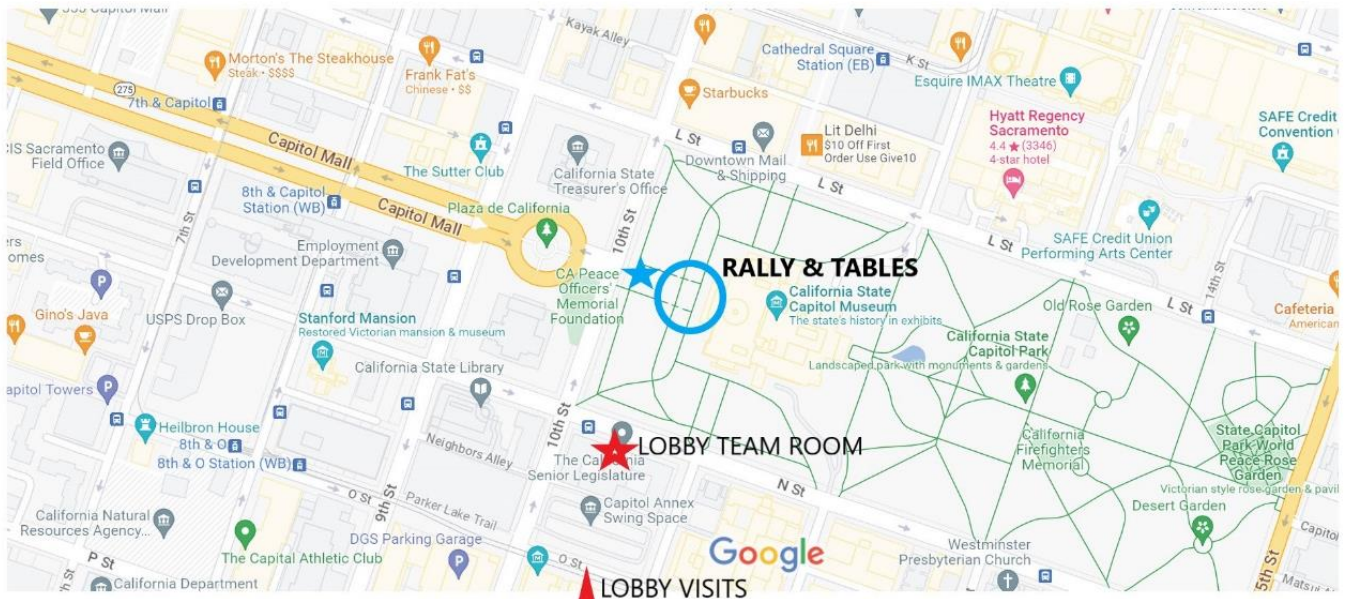 555 Capitol Mall
Kayak Alley
Morton's The Steakhouse
Steak • $$$$
Frank Fat's
Chinese • $$
Cathedral Square
Station (EB)
K St
Esquire IMAX Theatre
275
7th & Capitol
Starbucks
Capitol Mall
L St
Hyatt Regency
Sacramento
4.4 ★ (3346)
4-star hotel
SAFE Credit
Convention
Lit Delhi
$10 Off First
Order Use Give10
CIS Sacramento
Field Office
The Sutter Club
California State
Treasurer's Office
Downtown Mail
& Shipping
L St
8th & Capitol
Station (WB)
Capitol Mall
Plaza de California
7th St
10th St
L St
SAFE Credit Union
Performing Arts Center
Employment
Development Department
CA Peace
Officers'
Memorial
Foundation
RALLY & TABLES
California State
Capitol Museum
The state's history in exhibits
14th St
L St
Old Rose Garden
Cafeteria
American
Gino's Java
USPS Drop Box
Stanford Mansion
Restored Victorian mansion & museum
California State
Capitol Park
Landscaped park with monuments & gardens
California State Library
Capitol Towers
Heilbron House
8th & O
8th & O Station (WB)
10th St
Neighbors Alley
LOBBY TEAM ROOM
The California
Senior Legislature
California
Firefighters
Memorial
State Capitol
Park World
Peace Rose
Garden
Victorian style rose garden & pavil
N St
O St
9th St
Parker Lake Trail
Capitol Annex
Swing Space
Desert Garden
California Natural
Resources Agency...
The Capital Athletic Club
DGS Parking Garage
O St
Google
Westminster
Presbyterian Church
Capito
P St
California Department
LOBBY VISITS
15th St